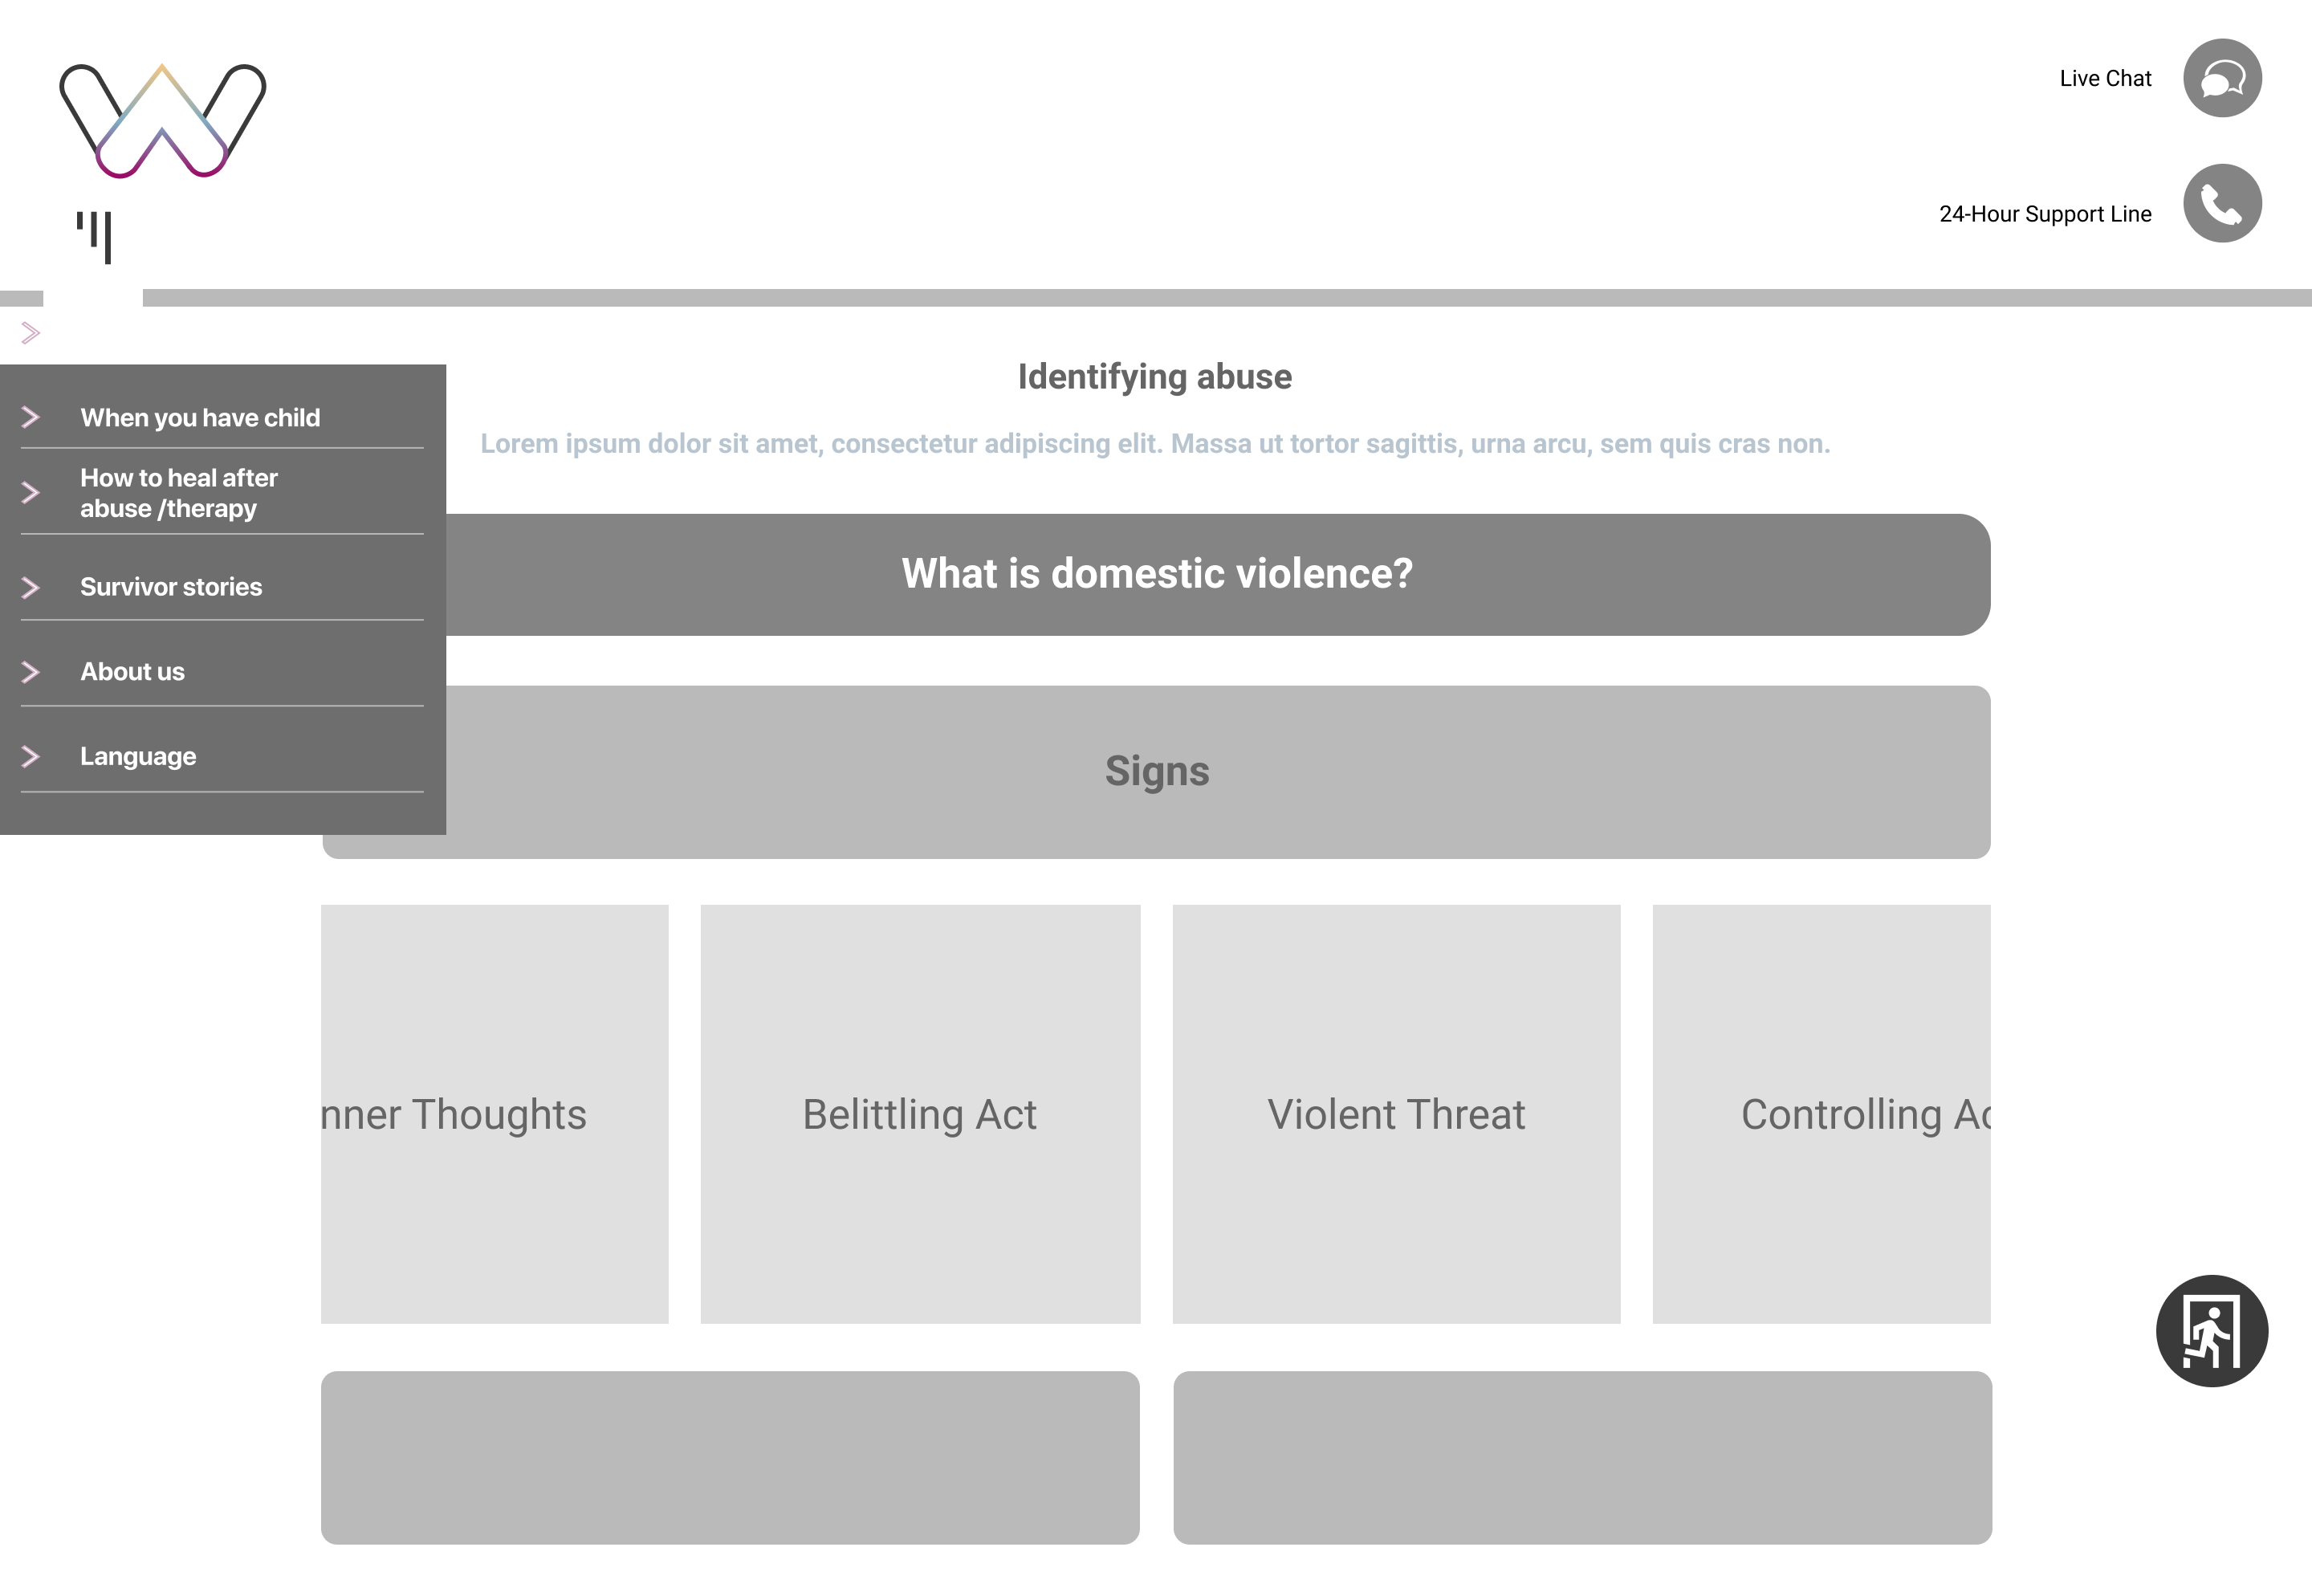 Live Chat
24-Hour Support Line
Identifying abuse
When you have child
Lorem ipsum dolor sit amet, consectetur adipiscing elit. Massa ut tortor sagittis, urna arcu, sem quis cras non.
How to heal after
abuse /therapy
What is domestic violence?
Survivor stories
About us
Language
Signs
nner Thoughts
Belittling Act
Violent Threat
Controlling Ac